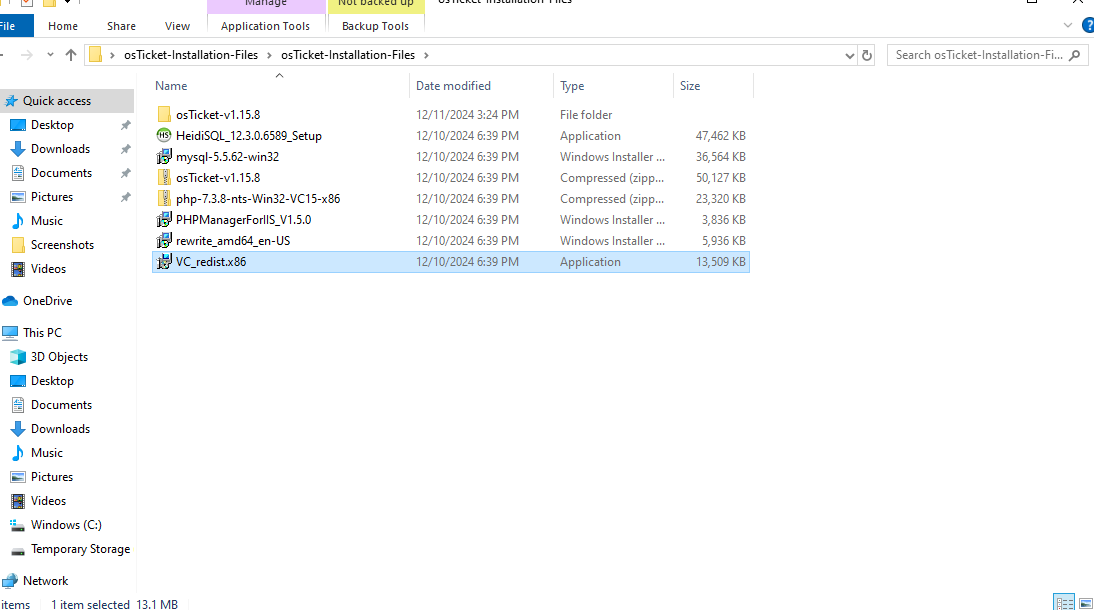 Manage Not backed up osTicket-Installation-Files
File Home Share View Application Tools Backup Tools
osTicket-Installation-Files osTicket-Installation-Files Search osTicket-Installation-Fi...
Name Date modified Type Size
Quick access
Desktop
Downloads
Documents
Pictures
Music
Screenshots
Videos
OneDrive
This PC
3D Objects
Desktop
Documents
Downloads
Music
Pictures
Videos
Windows (C:)
Temporary Storage
Network
osTicket-v1.15.8 12/11/2024 3:24 PM File folder
HS HeidiSQL_12.3.0.6589_Setup 12/10/2024 6:39 PM Application 47,462 KB
mysql-5.5.62-win32 12/10/2024 6:39 PM Windows Installer ... 36,564 KB
osTicket-v1.15.8 12/10/2024 6:39 PM Compressed (zipp... 50,127 KB
php-7.3.8-nts-Win32-VC15-x86 12/10/2024 6:39 PM Compressed (zipp... 23,320 KB
PHPManagerForIIS_V1.5.0 12/10/2024 6:39 PM Windows Installer ... 3,836 KB
rewrite_amd64_en-US 12/10/2024 6:39 PM Windows Installer ... 5,936 KB
VC_redist.x86 12/10/2024 6:39 PM Application 13,509 KB
items 1 item selected 13.1 MB